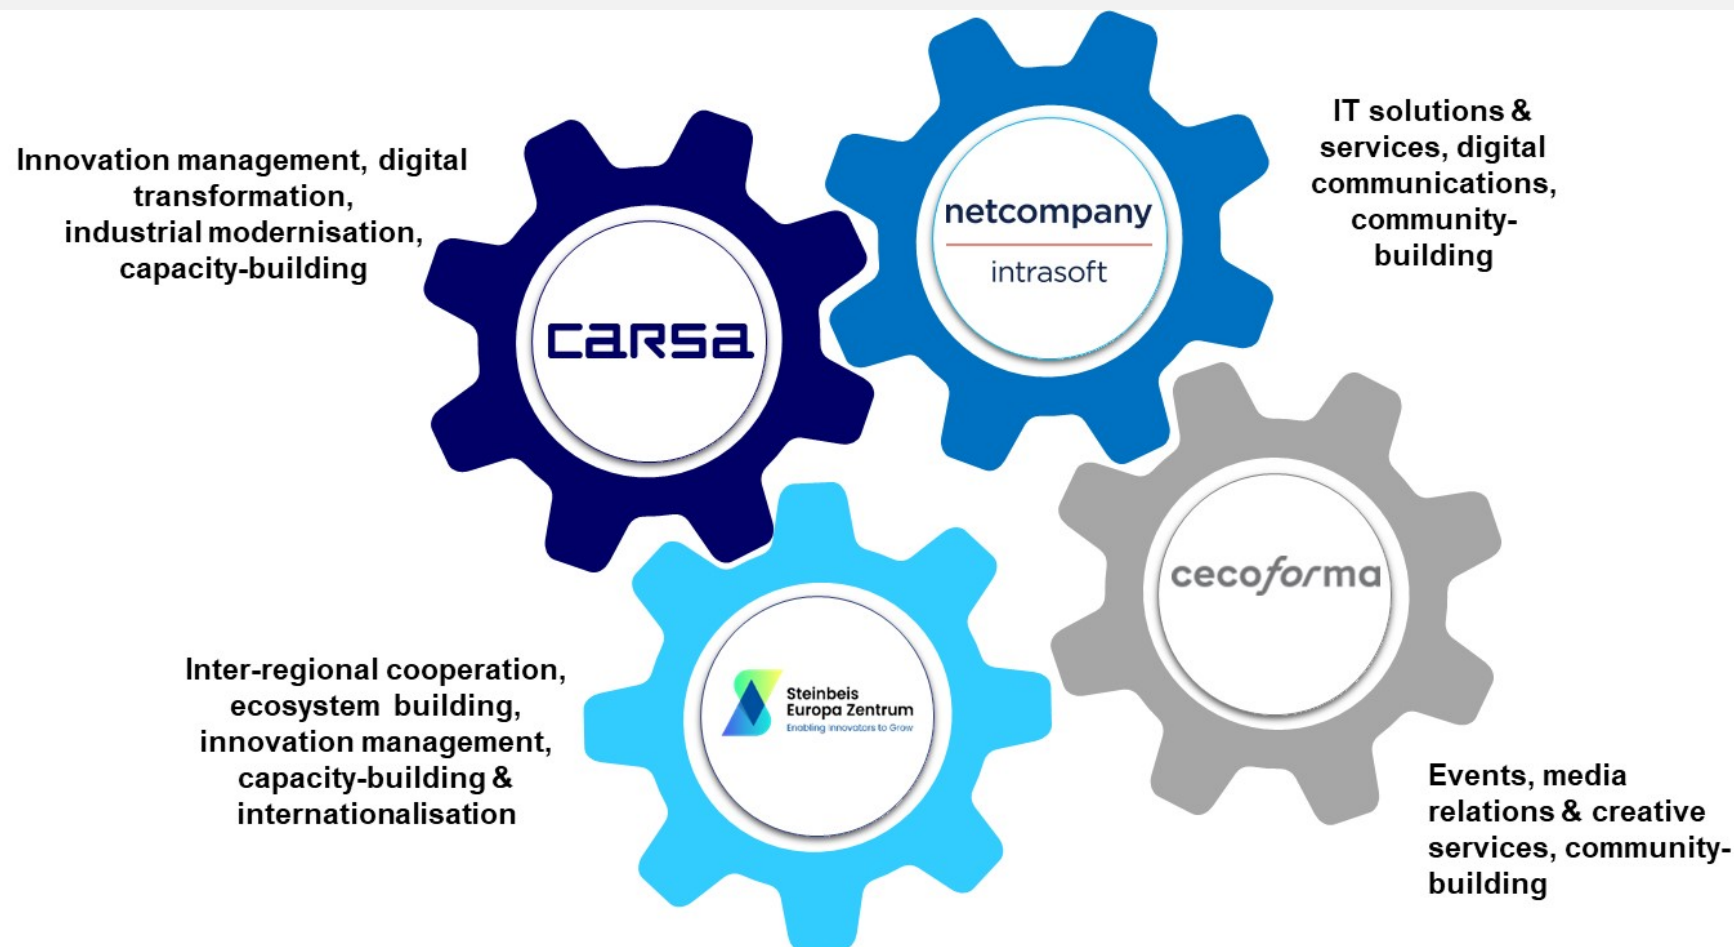 Innovation management, digital
transformation,
industrial modernisation,
capacity-building
carsa
netcompany
intrasoft
IT solutions &
services, digital
communications,
community-
building
Inter-regional cooperation,
ecosystem building,
innovation management,
capacity-building &
internationalisation
Steinbeis
Europa Zentrum
Enabling Innovators to Grow
cecoforma
Events, media
relations & creative
services, community-
building